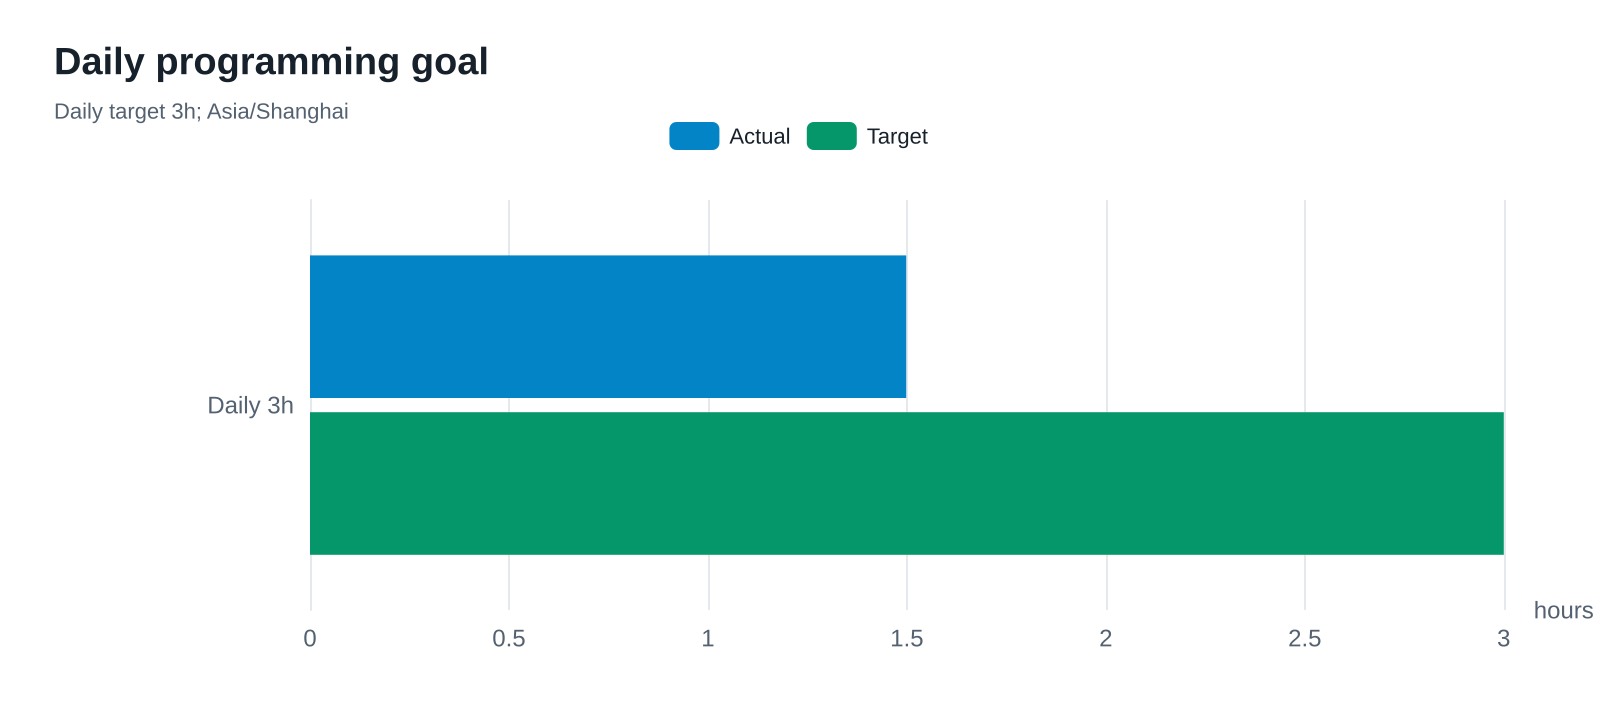 Daily programming goal
Daily target 3h; Asia/Shanghai
Actual Target
Daily 3h
hours
0 0.5 1 1.5 2 2.5 3